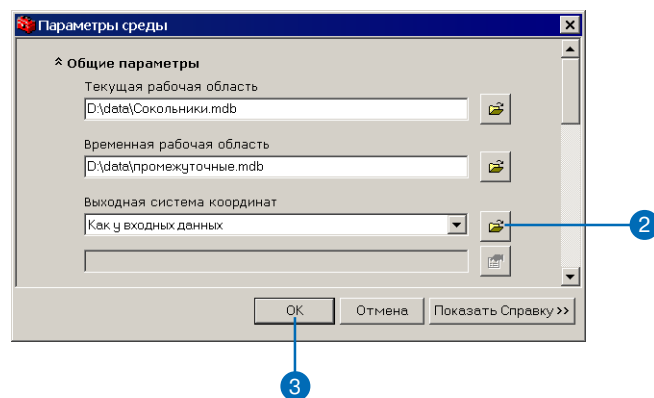 Параметры среды
Общие параметры
Текущая рабочая область
D:\data\Сокольники.mdb
Временная рабочая область
D:\data\промежуточные.mdb
Выходная система координат
Как у входных данных
2
OK Отмена Показать Справку >>
3